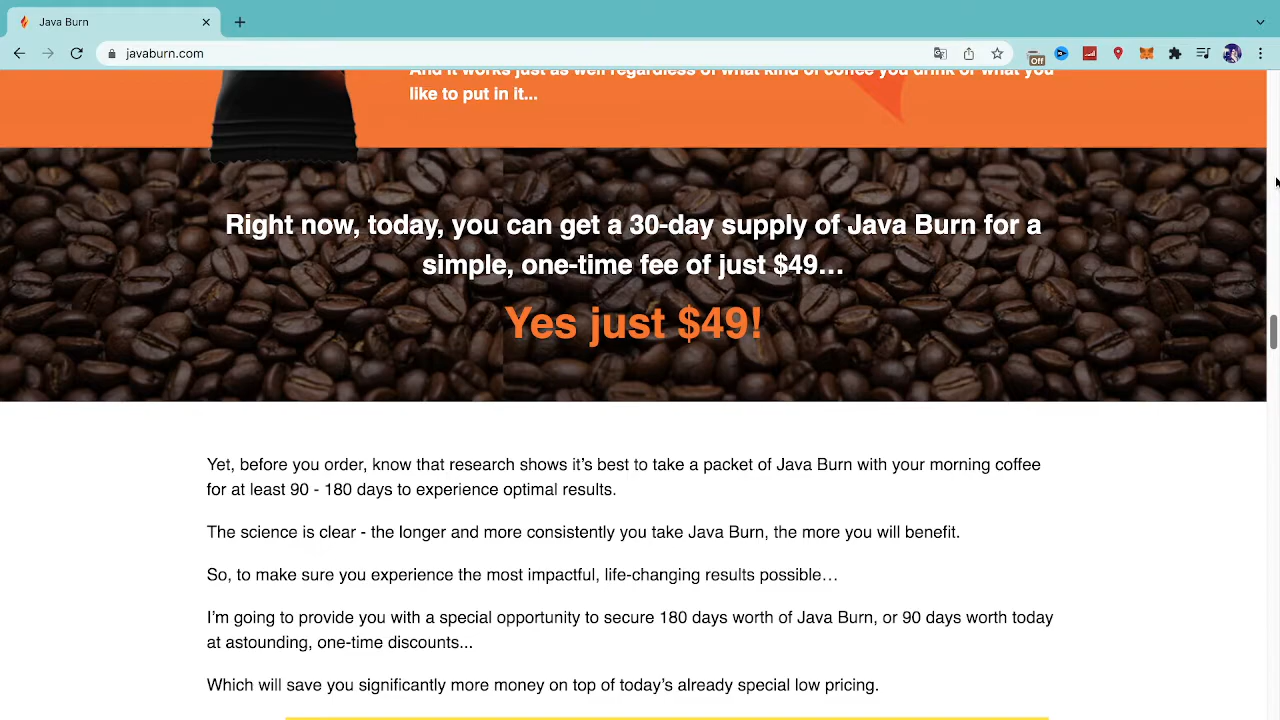 Java Burn
javaburn.com
Off
And it works just as well regardless of what kind of coffee you drink or what you
like to put in it...
Right now, today, you can get a 30-day supply of Java Burn for a
simple, one-time fee of just $49…
Yes just $49!
Yet, before you order, know that research shows it’s best to take a packet of Java Burn with your morning coffee
for at least 90 - 180 days to experience optimal results.
The science is clear - the longer and more consistently you take Java Burn, the more you will benefit.
So, to make sure you experience the most impactful, life-changing results possible…
I’m going to provide you with a special opportunity to secure 180 days worth of Java Burn, or 90 days worth today
at astounding, one-time discounts...
Which will save you significantly more money on top of today’s already special low pricing.